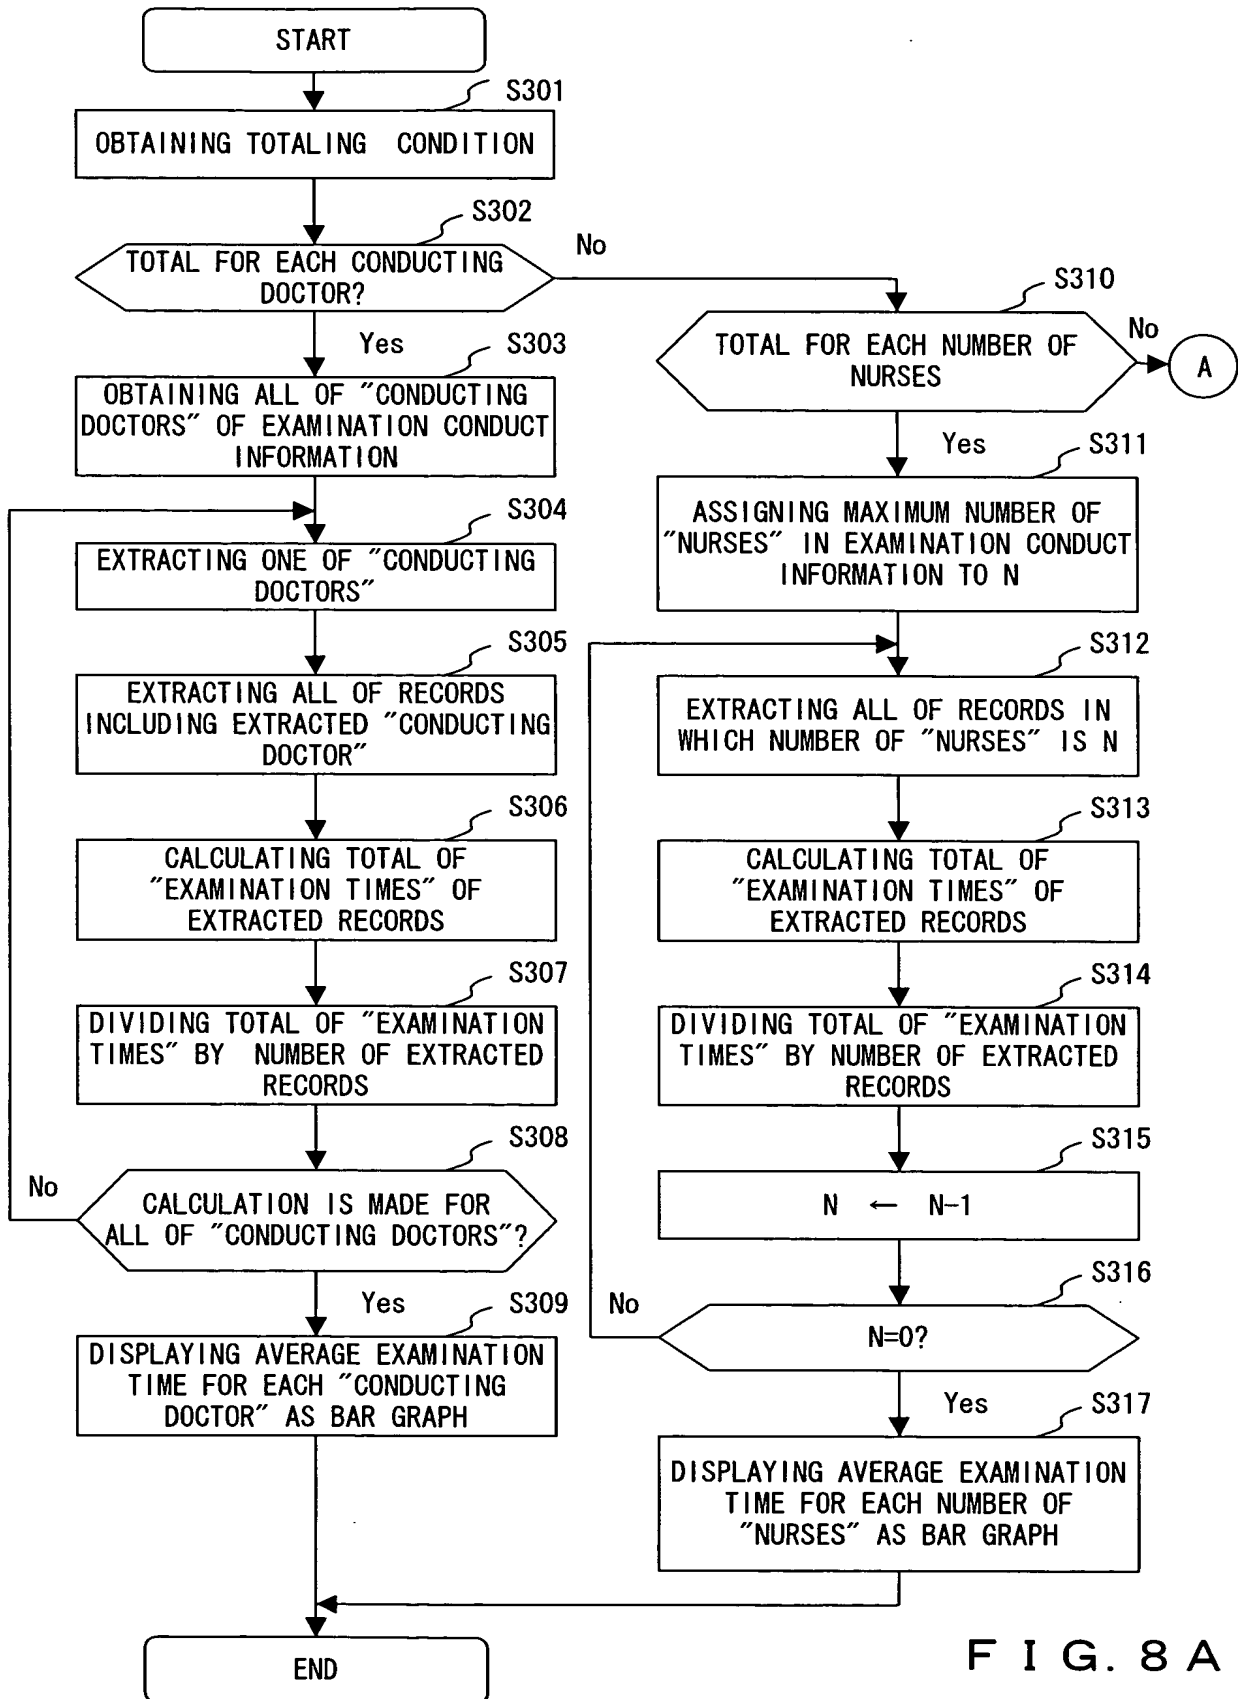 START
S301
OBTAINING TOTALING CONDITION
S302
TOTAL FOR EACH CONDUCTING
DOCTOR?
No
Yes
S303
OBTAINING ALL OF "CONDUCTING
DOCTORS" OF EXAMINATION CONDUCT
INFORMATION
S304
EXTRACTING ONE OF "CONDUCTING
DOCTORS"
S305
EXTRACTING ALL OF RECORDS
INCLUDING EXTRACTED "CONDUCTING
DOCTOR"
S306
CALCULATING TOTAL OF
"EXAMINATION TIMES" OF
EXTRACTED RECORDS
S307
DIVIDING TOTAL OF "EXAMINATION
TIMES" BY NUMBER OF EXTRACTED
RECORDS
S308
No
CALCULATION IS MADE FOR
ALL OF "CONDUCTING DOCTORS"?
Yes
S309
DISPLAYING AVERAGE EXAMINATION
TIME FOR EACH "CONDUCTING
DOCTOR" AS BAR GRAPH
END
S310
TOTAL FOR EACH NUMBER OF
NURSES
No
A
Yes
S311
ASSIGNING MAXIMUM NUMBER OF
"NURSES" IN EXAMINATION CONDUCT
INFORMATION TO N
S312
EXTRACTING ALL OF RECORDS IN
WHICH NUMBER OF "NURSES" IS N
S313
CALCULATING TOTAL OF
"EXAMINATION TIMES" OF
EXTRACTED RECORDS
S314
DIVIDING TOTAL OF "EXAMINATION
TIMES" BY NUMBER OF EXTRACTED
RECORDS
S315
N ← N-1
S316
No
N=0?
Yes
S317
DISPLAYING AVERAGE EXAMINATION
TIME FOR EACH NUMBER OF
"NURSES" AS BAR GRAPH
FIG. 8A